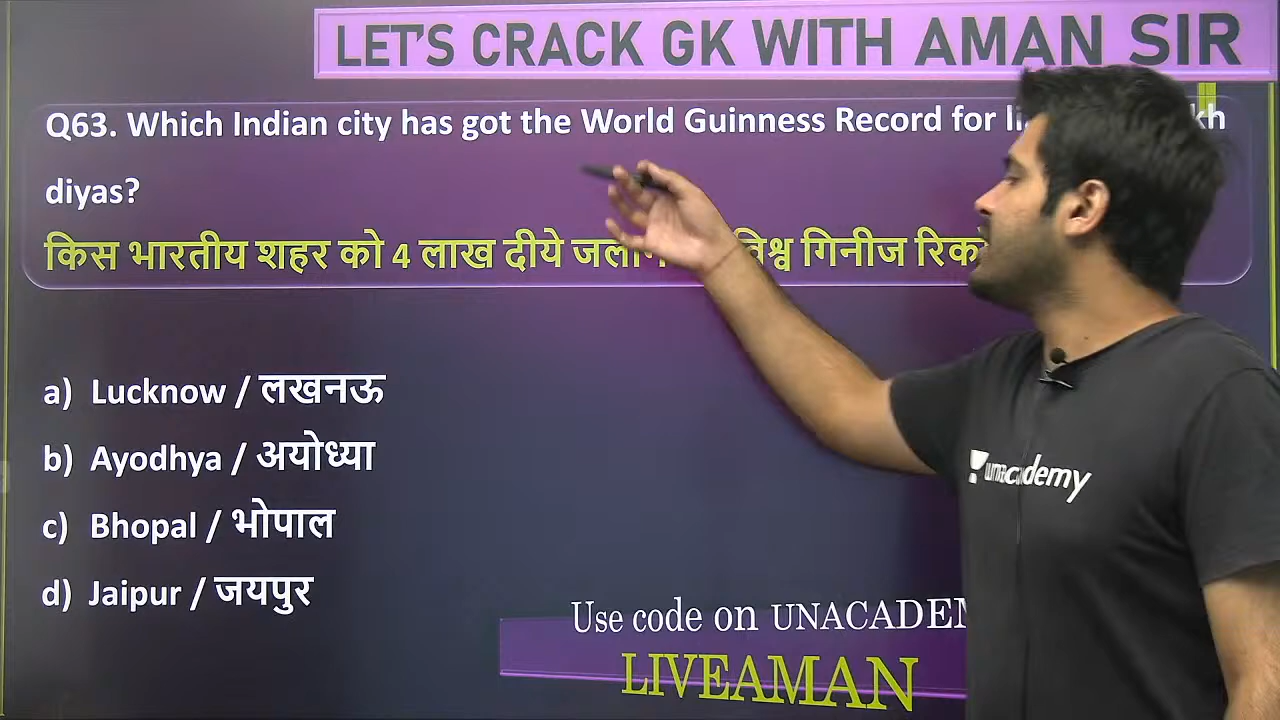 LET'S CRACK GK WITH AMAN SIR
Q63. Which Indian city has got the World Guinness Record for
diyas?
किस भारतीय शहर को 4 लाख दीये गिनीज
a) Lucknow / लखनऊ
b) Ayodhya / अयोध्या
c) Bhopal / भोपाल
d) Jaipur / जयपुर
unacademy
Use code on
LIVEAMAN